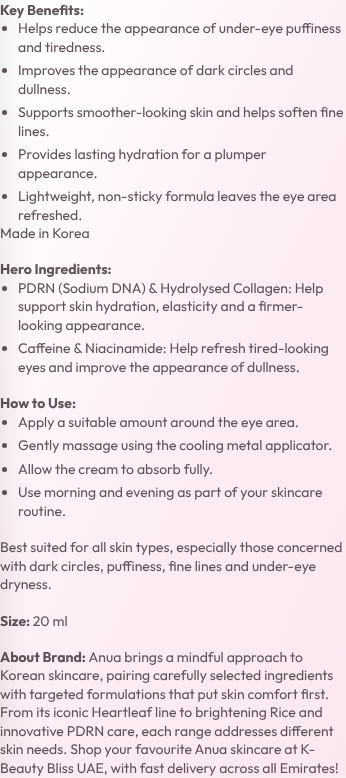 Key Benefits:
• Helps reduce the appearance of under-eye puffiness
and tiredness.
• Improves the appearance of dark circles and
dullness.
• Supports smoother-looking skin and helps soften fine
lines.
• Provides lasting hydration for a plumper
appearance.
• Lightweight, non-sticky formula leaves the eye area
refreshed.
Made in Korea
Hero Ingredients:
• PDRN (Sodium DNA) & Hydrolysed Collagen: Help
support skin hydration, elasticity and a firmer-
looking appearance.
• Caffeine & Niacinamide: Help refresh tired-looking
eyes and improve the appearance of dullness.
How to Use:
• Apply a suitable amount around the eye area.
• Gently massage using the cooling metal applicator.
• Allow the cream to absorb fully.
• Use morning and evening as part of your skincare
routine.
Best suited for all skin types, especially those concerned
with dark circles, puffiness, fine lines and under-eye
dryness.
Size: 20 ml
About Brand: Anua brings a mindful approach to
Korean skincare, pairing carefully selected ingredients
with targeted formulations that put skin comfort first.
From its iconic Heartleaf line to brightening Rice and
innovative PDRN care, each range addresses different
skin needs. Shop your favourite Anua skincare at K-
Beauty Bliss UAE, with fast delivery across all Emirates!